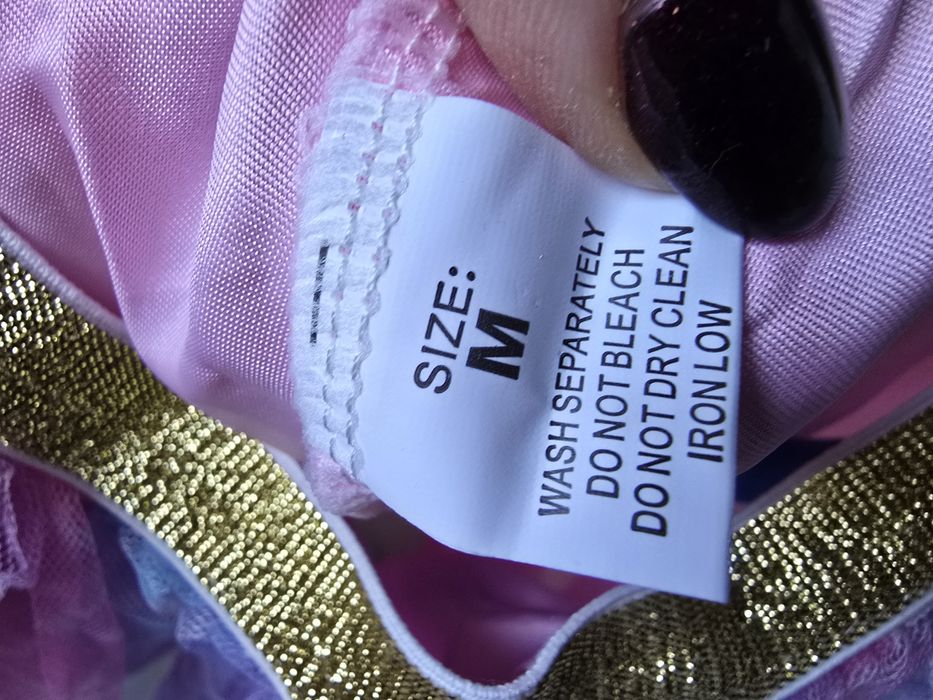 SIZE:
M
WASH SEPARATELY
DO NOT BLEACH
DO NOT DRY CLEAN
IRON LOW